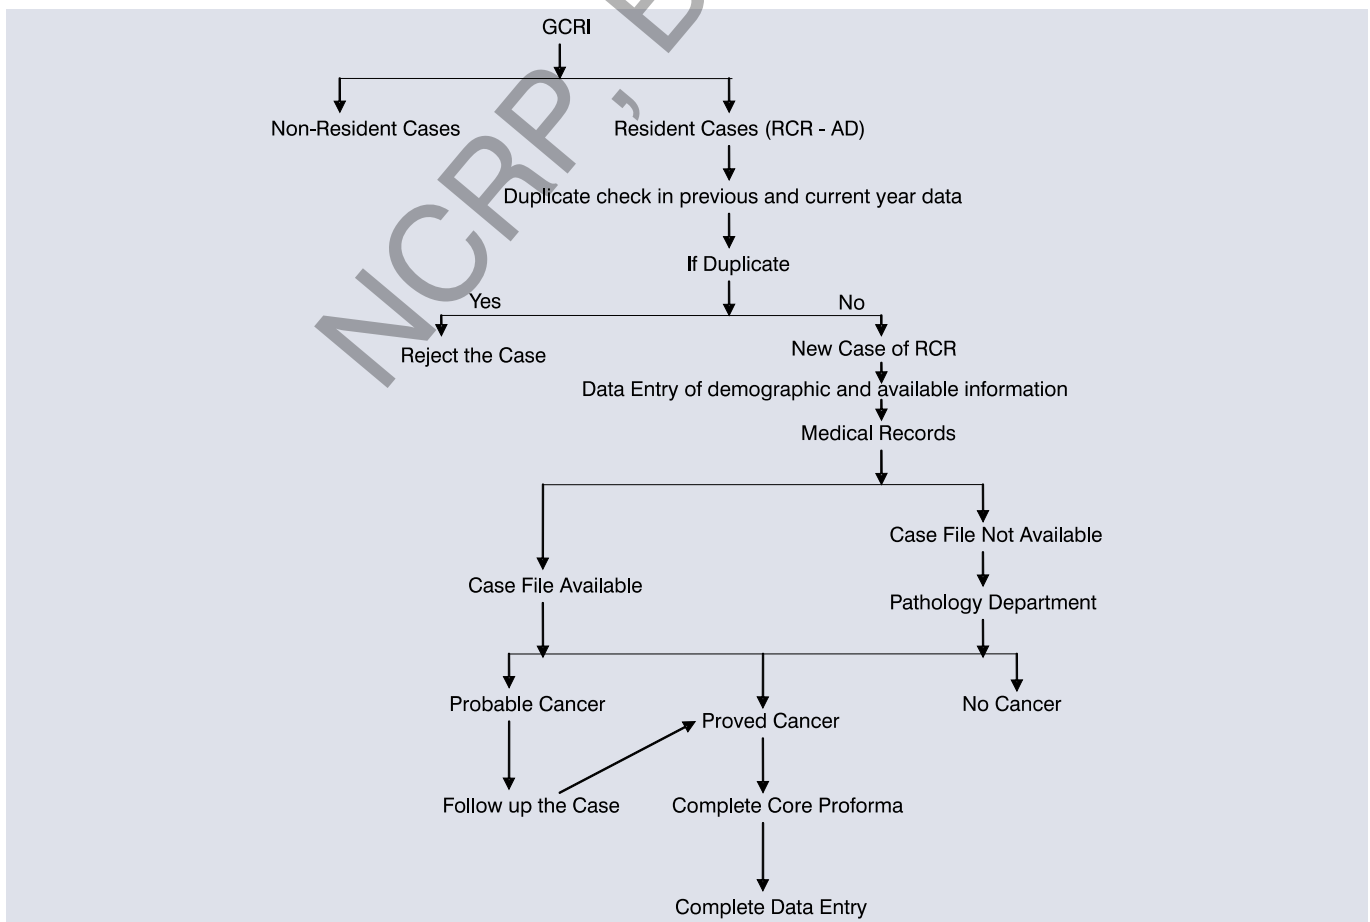 GCRI
Non-Resident Cases
Resident Cases (RCR - AD)
Duplicate check in previous and current year data
If Duplicate
Yes
No
Reject the Case
New Case of RCR
Data Entry of demographic and available information
Medical Records
Case File Not Available
Case File Available
Pathology Department
Probable Cancer
Proved Cancer
No Cancer
Follow up the Case
Complete Core Proforma
Complete Data Entry
NCRP,